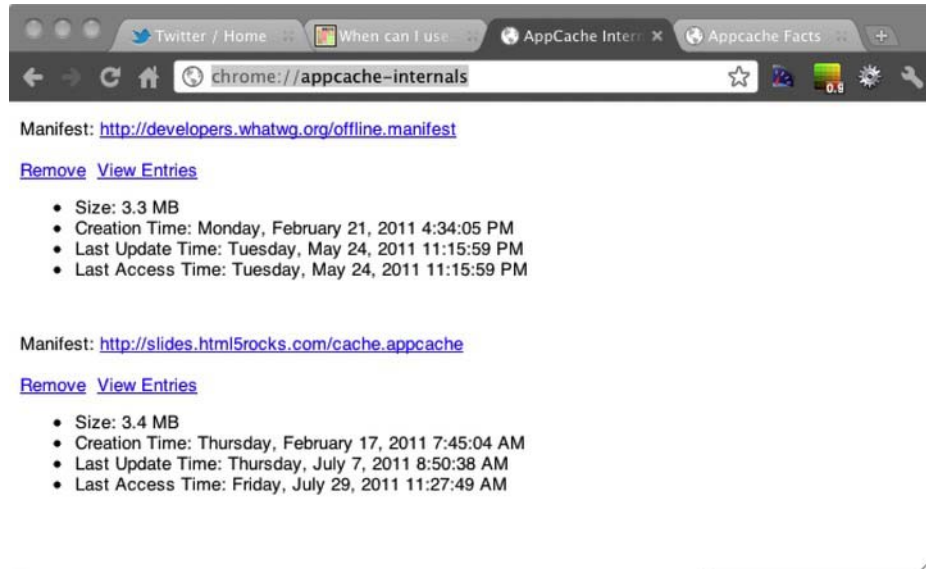 Twitter / Home
When can I use
AppCache Intern
Appcache Facts
chrome://appcache-internals
0.9
Manifest: http://developers.whatwg.org/offline.manifest
Remove View Entries
• Size: 3.3 MB
• Creation Time: Monday, February 21, 2011 4:34:05 PM
• Last Update Time: Tuesday, May 24, 2011 11:15:59 PM
• Last Access Time: Tuesday, May 24, 2011 11:15:59 PM
Manifest: http://slides.html5rocks.com/cache.appcache
Remove View Entries
• Size: 3.4 MB
• Creation Time: Thursday, February 17, 2011 7:45:04 AM
• Last Update Time: Thursday, July 7, 2011 8:50:38 AM
• Last Access Time: Friday, July 29, 2011 11:27:49 AM